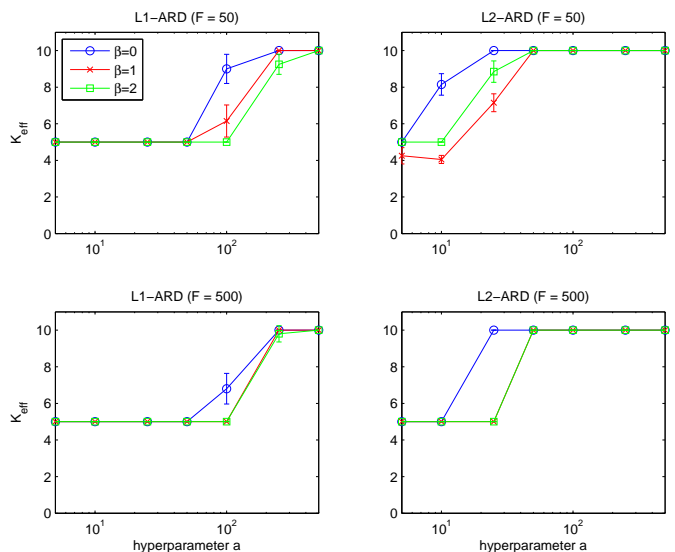 L1−ARD (F = 50)
10
8
6
4
2
0
K_eff
β=0
β=1
β=2
10^1
10^2
L2−ARD (F = 50)
10
8
6
4
2
0
10^1
10^2
L1−ARD (F = 500)
10
8
6
4
2
0
K_eff
10^1
10^2
hyperparameter a
L2−ARD (F = 500)
10
8
6
4
2
0
10^1
10^2
hyperparameter a